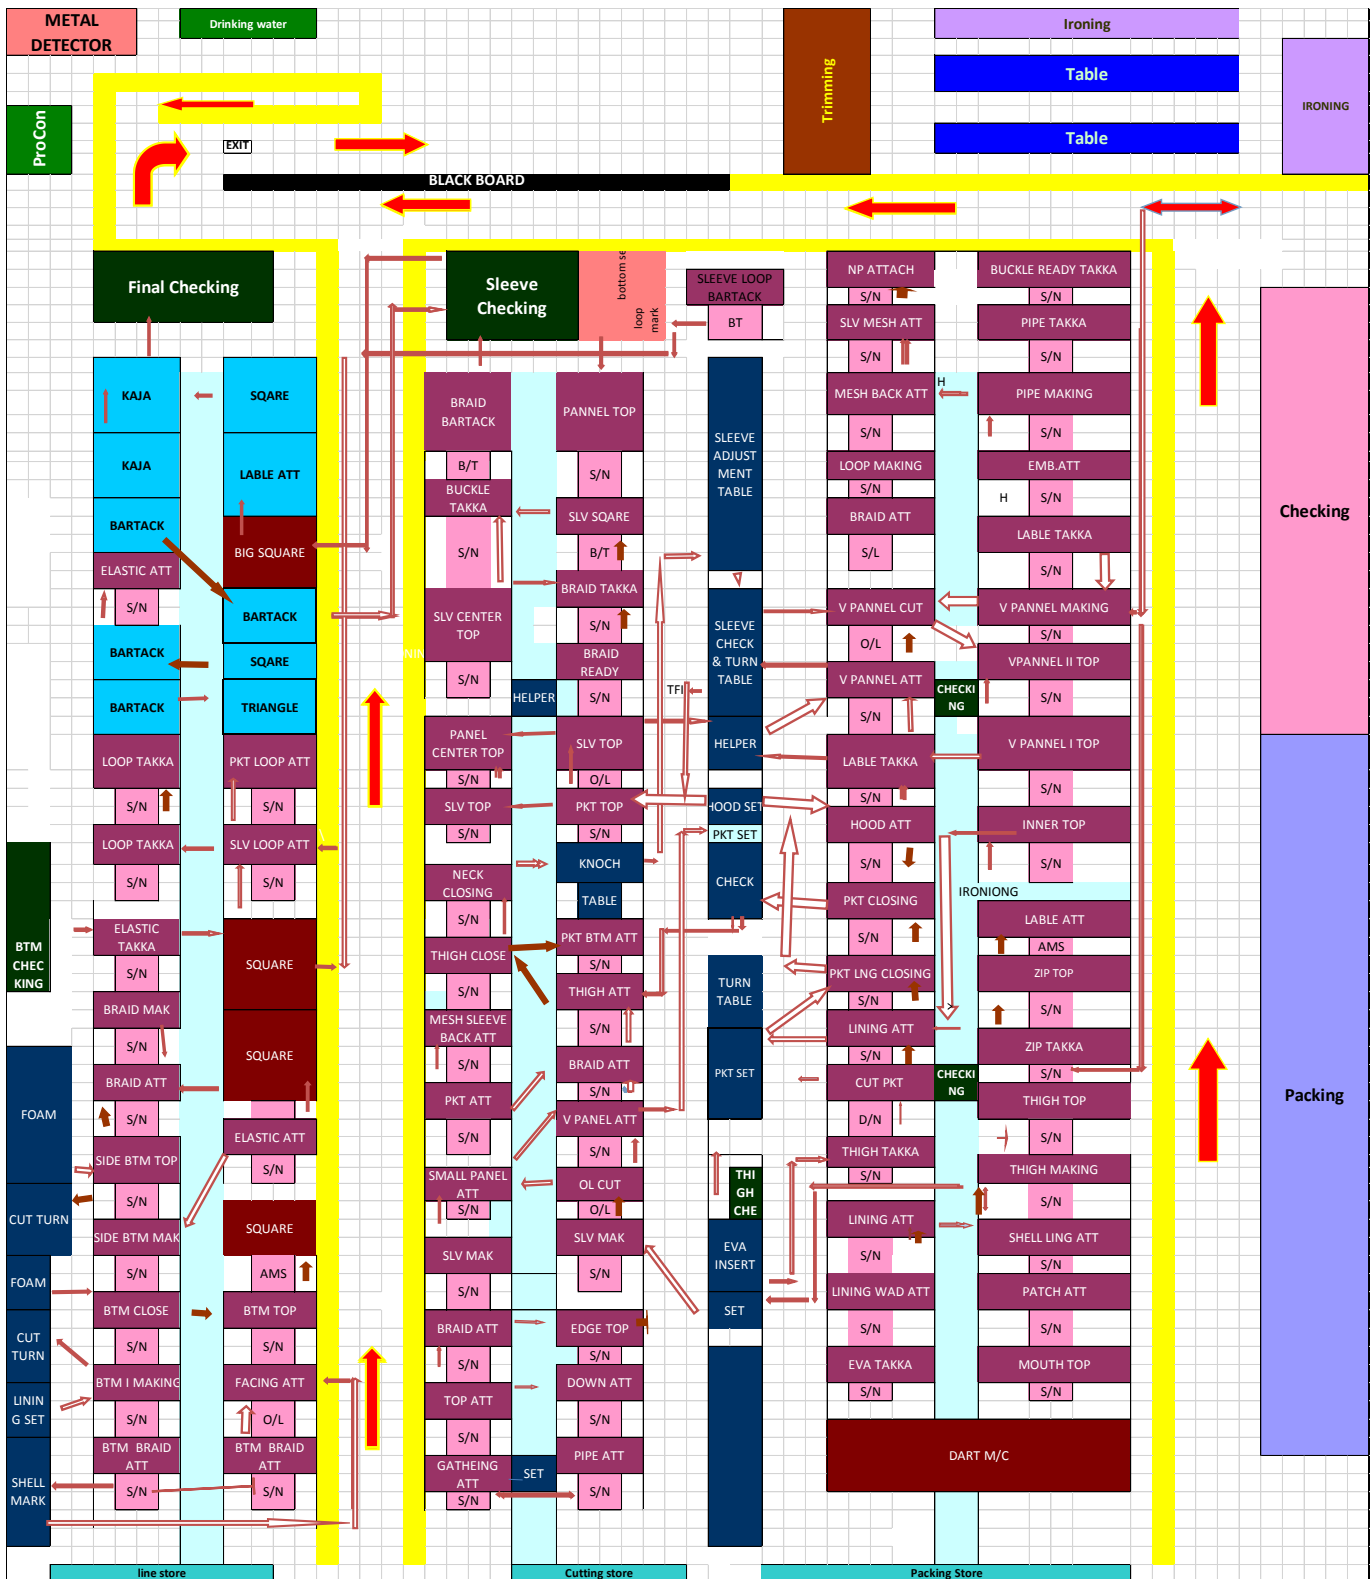 METAL
DETECTOR
Drinking water
Trimming
Ironing
Table
IRONING
ProCon
Table
EXIT
BLACK BOARD
Final Checking
KAJA
SQARE
KAJA
LABLE ATT
BARTACK
BIG SQUARE
ELASTIC ATT
S/N
BARTACK
BARTACK
SQARE
BARTACK
TRIANGLE
LOOP TAKKA
PKT LOOP ATT
S/N
S/N
LOOP TAKKA
SLV LOOP ATT
S/N
S/N
BTM
CHEC
KING
ELASTIC
TAKKA
SQUARE
S/N
BRAID MAK
SQUARE
S/N
FOAM
BRAID ATT
S/N
ELASTIC ATT
SIDE BTM TOP
S/N
S/N
CUT TURN
SQUARE
SIDE BTM MAK
S/N
AMS
FOAM
BTM CLOSE
BTM TOP
CUT
TURN
S/N
S/N
BTM I MAKING
FACING ATT
LININ
G SET
S/N
O/L
BTM BRAID
ATT
BTM BRAID
ATT
SHELL
MARK
S/N
S/N
line store
Sleeve
Checking
bottom se
loop
mark
SLEEVE LOOP
BARTACK
BT
BRAID
BARTACK
PANNEL TOP
B/T
S/N
BUCKLE
TAKKA
SLV SQARE
S/N
B/T
BRAID TAKKA
SLV CENTER
TOP
S/N
BRAID
READY
S/N
HELPER
S/N
PANEL
CENTER TOP
SLV TOP
S/N
O/L
SLV TOP
PKT TOP
S/N
S/N
KNOCH
NECK
CLOSING
TABLE
S/N
PKT BTM ATT
THIGH CLOSE
S/N
S/N
THIGH ATT
MESH SLEEVE
BACK ATT
S/N
S/N
BRAID ATT
PKT ATT
S/N
V PANEL ATT
S/N
S/N
SMALL PANEL
ATT
OL CUT
S/N
O/L
SLV MAK
SLV MAK
S/N
S/N
BRAID ATT
EDGE TOP
S/N
S/N
TOP ATT
DOWN ATT
S/N
S/N
GATHEING
ATT
SET
PIPE ATT
S/N
S/N
Cutting store
SLEEVE
ADJUST
MENT
TABLE
SLEEVE
CHECK
& TURN
TABLE
TFI
HELPER
HOOD SET
PKT SET
CHECK
TURN
TABLE
PKT SET
THI
GH
CHE
EVA
INSERT
SET
NP ATTACH
BUCKLE READY TAKKA
S/N
S/N
SLV MESH ATT
PIPE TAKKA
S/N
S/N
MESH BACK ATT
H
PIPE MAKING
S/N
S/N
LOOP MAKING
EMB.ATT
S/N
H
S/N
BRAID ATT
LABLE TAKKA
S/L
S/N
V PANNEL CUT
V PANNEL MAKING
O/L
S/N
VPANNEL II TOP
V PANNEL ATT
CHECKI
NG
S/N
S/N
LABLE TAKKA
V PANNEL I TOP
S/N
S/N
HOOD ATT
INNER TOP
S/N
S/N
PKT CLOSING
IRONIONG
LABLE ATT
S/N
AMS
PKT LNG CLOSING
ZIP TOP
S/N
LINING ATT
S/N
ZIP TAKKA
CUT PKT
CHECKI
NG
S/N
THIGH TOP
D/N
S/N
THIGH TAKKA
THIGH MAKING
S/N
S/N
LINING ATT
SHELL LING ATT
S/N
S/N
LINING WAD ATT
PATCH ATT
S/N
S/N
EVA TAKKA
MOUTH TOP
S/N
S/N
DART M/C
Packing Store
Checking
Packing